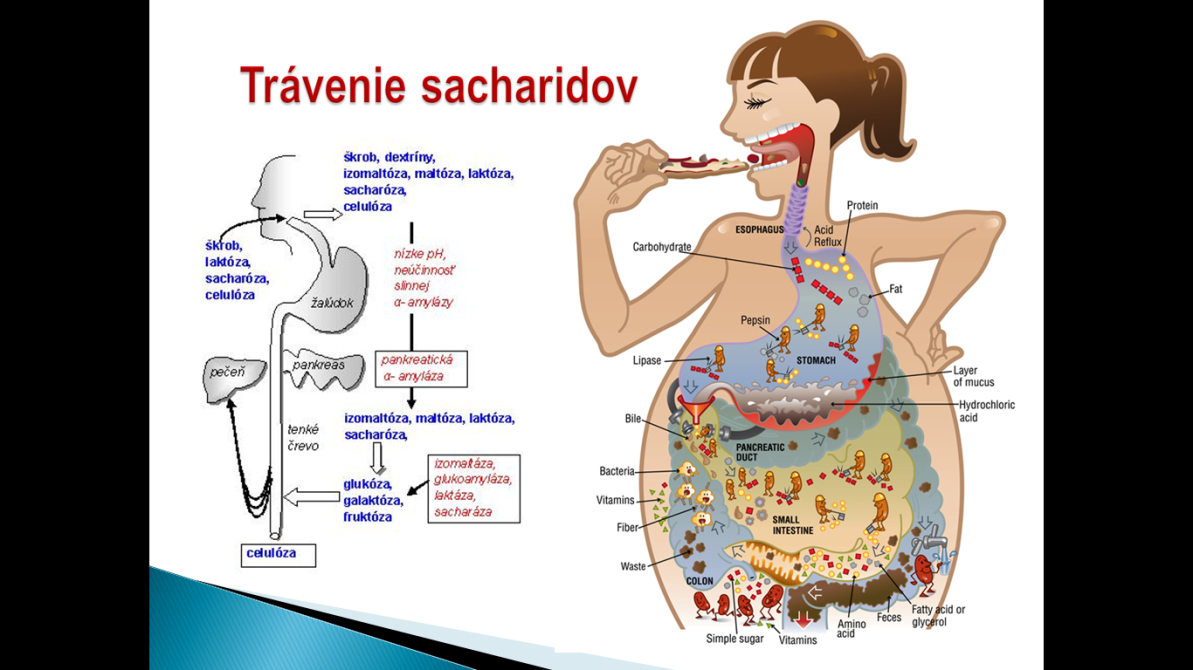 Trávenie sacharidov
škrob, dextríny,
izomaltóza, maltóza, laktóza,
sacharóza,
celulóza
škrob,
laktóza,
sacharóza,
celulóza
nízke pH,
neúčinnosť
slinnej
α- amylázy
žalúdok
pečeň
pankreas
pankreatická
α- amyláza
izomaltóza, maltóza, laktóza,
sacharóza,
tenké
črevo
glukóza,
galaktóza,
fruktóza
izomaltáza,
glukoamyláza,
laktáza,
sacharáza
celulóza
Protein
ESOPHAGUS
Acid
Reflux
Carbohydrate
Fat
Pepsin
Lipase
STOMACH
Layer
of mucus
Hydrochloric
acid
Bile
PANCREATIC
DUCT
Bacteria
Vitamins
Fiber
SMALL
INTESTINE
Waste
COLON
Simple sugar
Vitamins
Amino
acid
Feces
Fatty acid or
glycerol